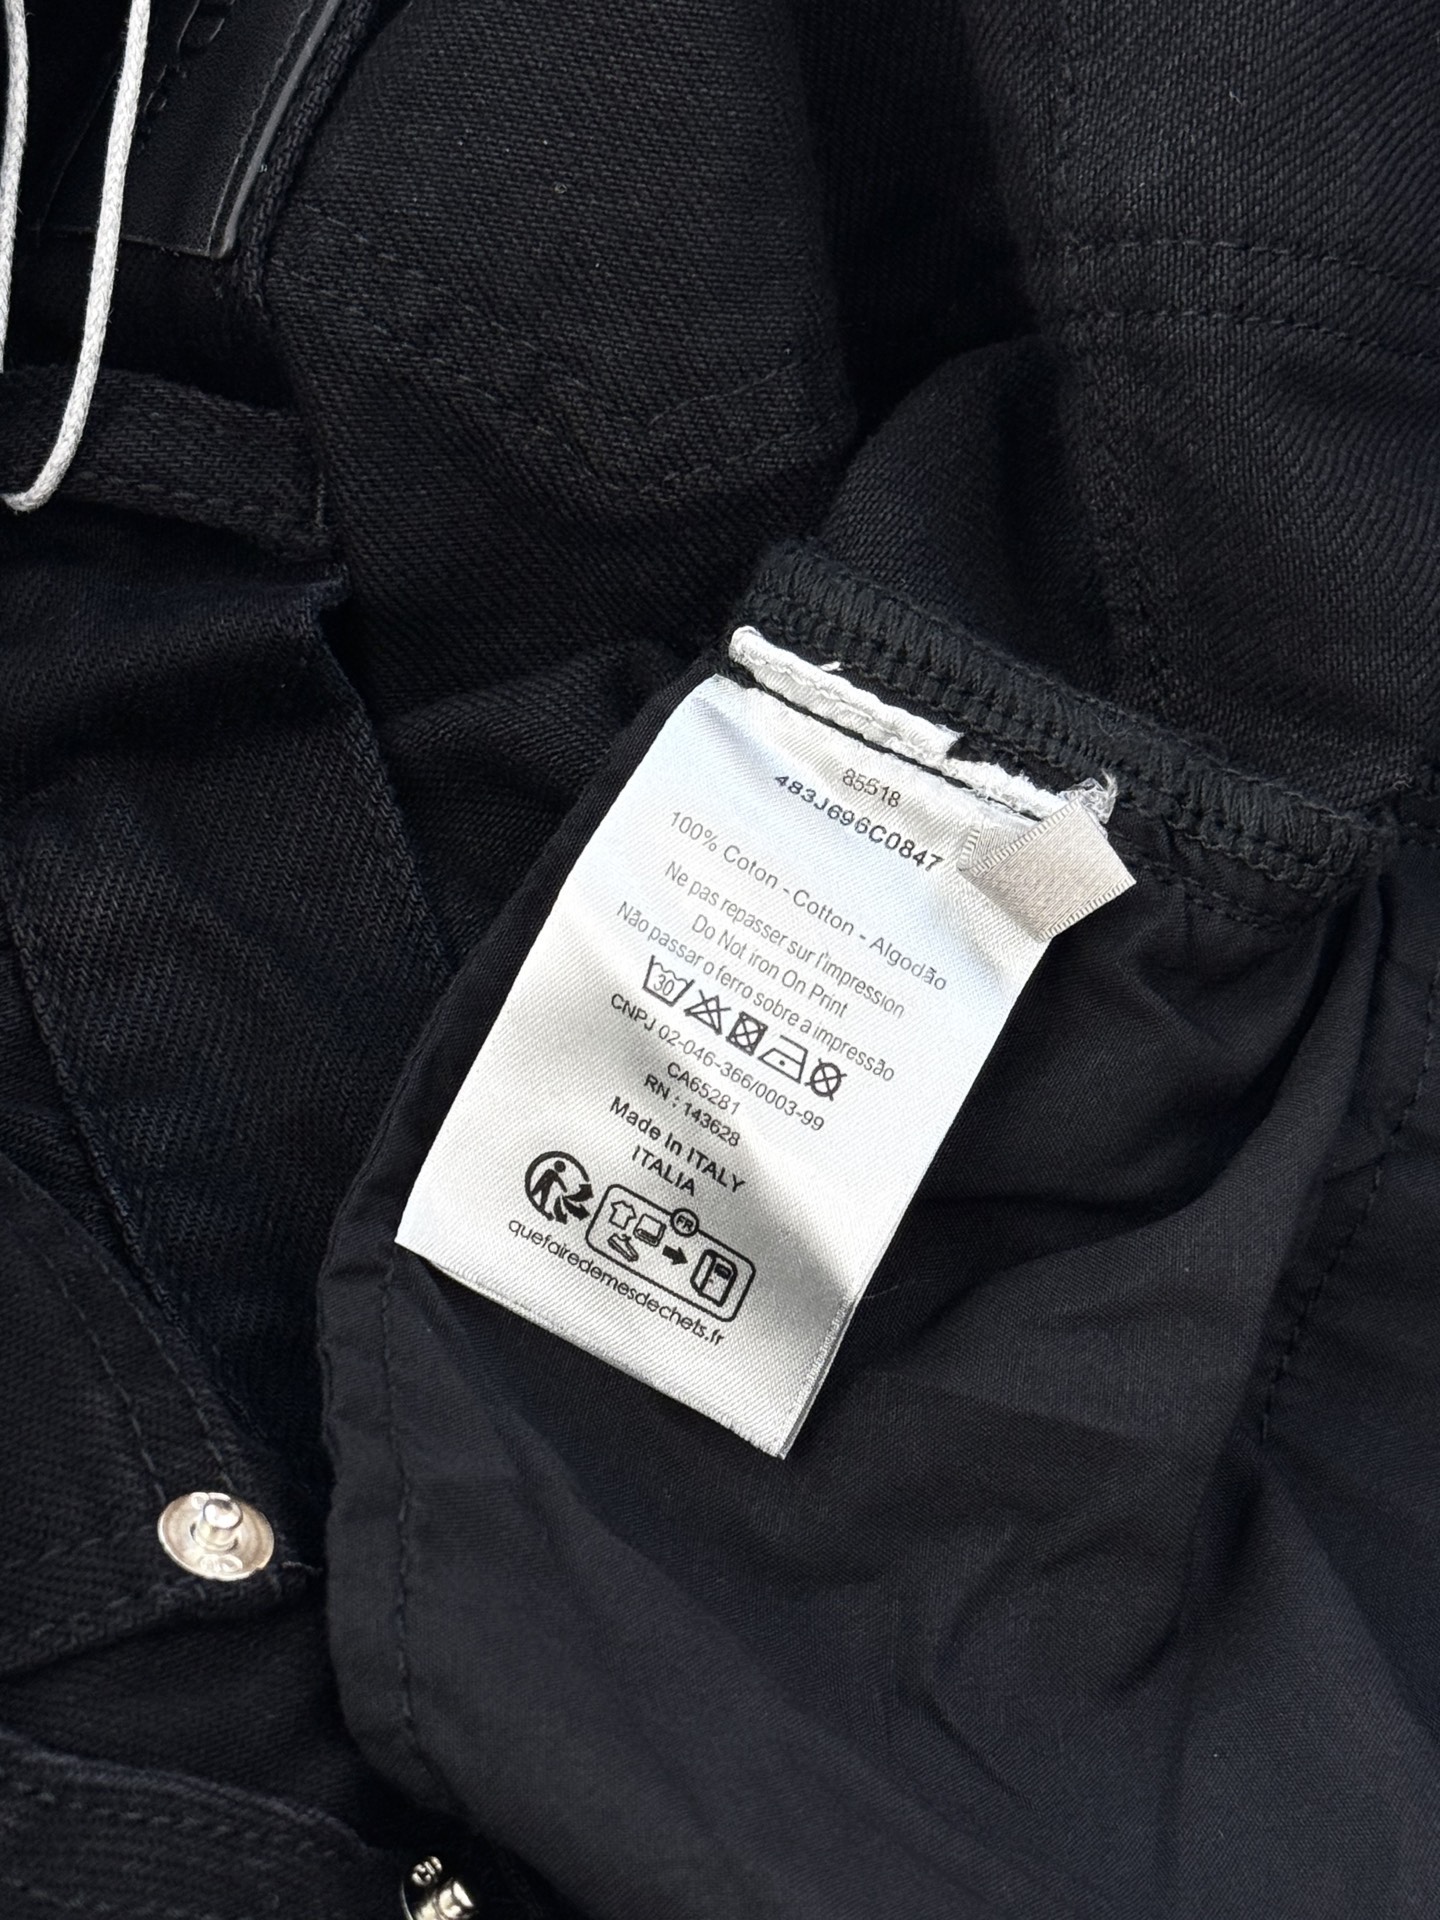 85518
483J696C0847
100% Coton - Cotton - Algodão
Ne pas repasser sur l'impression
Do Not Iron On Print
Não passar o ferro sobre a impressão
30
CNPJ 02-046-366/0003-99
CA65281
RN : 143628
Made In ITALY
ITALIA
FR
quefairedemesdechets.fr